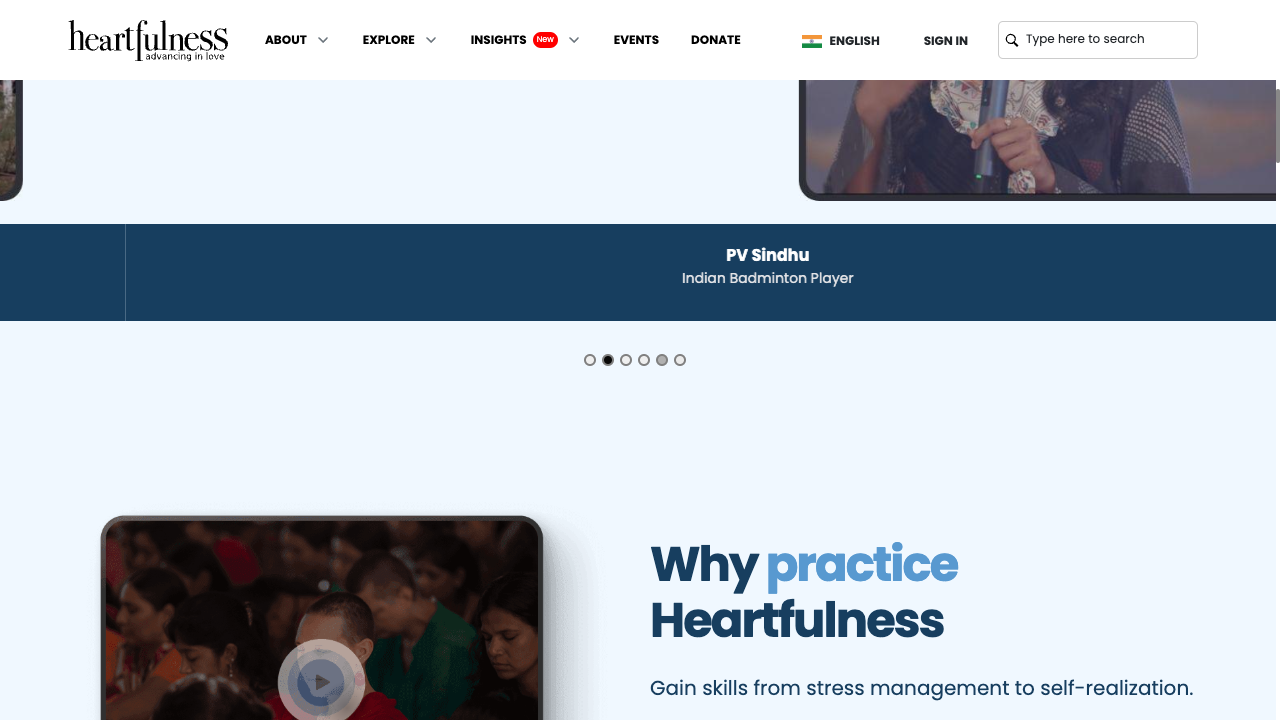 heartfulness
advancing in love
ABOUT
EXPLORE
INSIGHTS New
EVENTS
DONATE
ENGLISH
SIGN IN
Type here to search
PV Sindhu
Indian Badminton Player
Why practice
Heartfulness
Gain skills from stress management to self-realization.